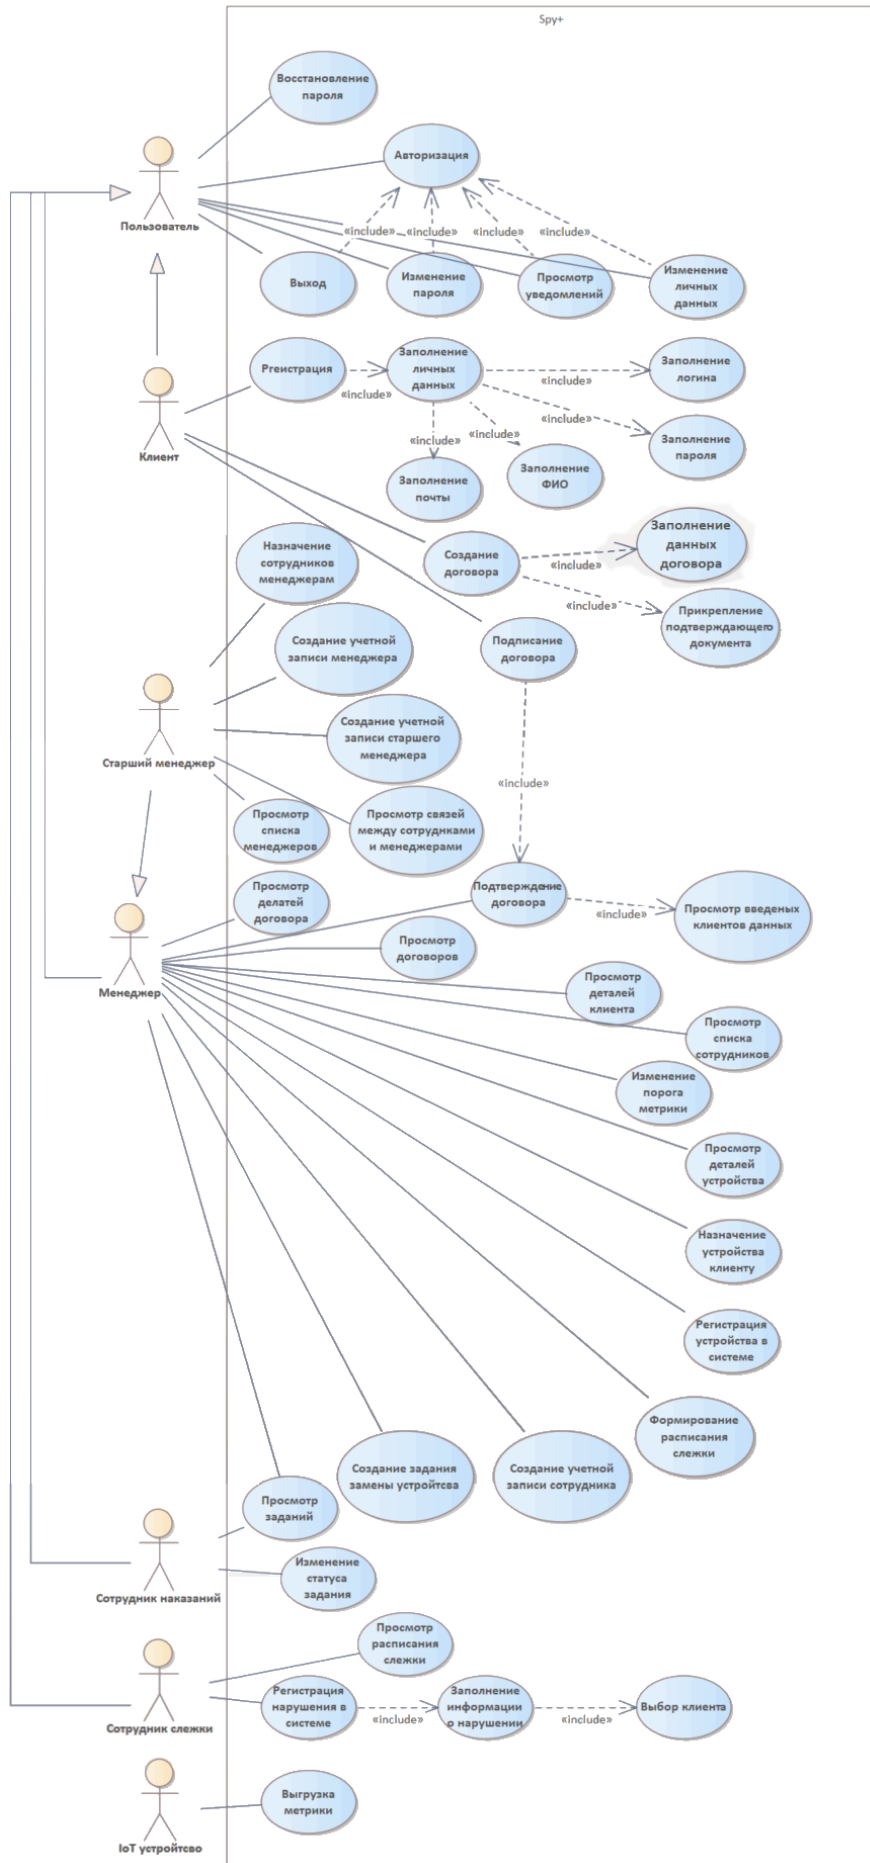 Spy+
Восстановление
пароля
Авторизация
Пользователь
«include»
«include»
«include»
«include»
Выход
Изменение
пароля
Просмотр
уведомлений
Изменение
личных
данных
Клиент
Ргеистрация
«include»
Заполнение
личных
данных
«include»
Заполнение
логина
«include»
Заполнение
пароля
«include»
«include»
Заполнение
почты
Заполнение
ФИО
Создание
договора
«include»
Заполнение
данных
договора
«include»
Прикрепление
подтверждающего
документа
Подписание
договора
«include»
Назначение
сотрудников
менеджерам
Создание учетной
записи менеджера
Старший менеджер
Создание учетной
записи старшего
менеджера
Просмотр
списка
менеджеров
Просмотр связей
между сотруднками
и менеджерами
Подтверждение
договора
«include»
Просмотр введеных
клиентов данных
Менеджер
Просмотр
делатей
договора
Просмотр
договоров
Просмотр
деталей
клиента
Просмотр
списка
сотрудников
Изменение
порога
метрики
Просмотр
деталей
устройства
Назначение
устройства
клиенту
Регистрация
устройства в
системе
Формирование
расписания
слежки
Создание задания
замены устройтсва
Создание учетной
записи сотрудника
Просмотр
заданий
Сотрудник наказаний
Изменение
статуса
задания
Сотрудник слежки
Просмотр
расписания
слежки
Регистрация
нарушения в
системе
«include»
Заполнение
информации
о нарушении
«include»
Выбор клиента
IoT устройтсво
Выгрузка
метрики